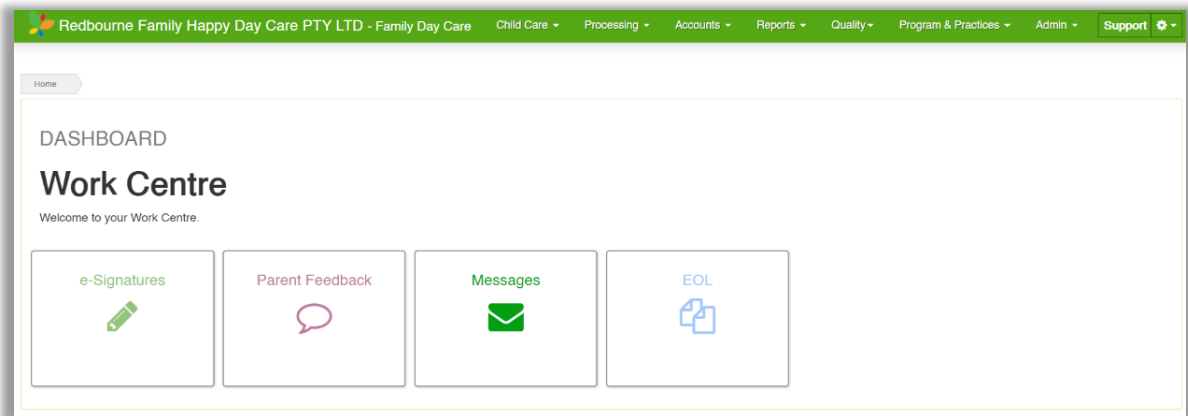 Redbourne Family Happy Day Care PTY LTD - Family Day Care Child Care Processing Accounts Reports Quality Program & Practices Admin Support
Home
DASHBOARD
Work Centre
Welcome to your Work Centre.
e-Signatures Parent Feedback Messages EOL